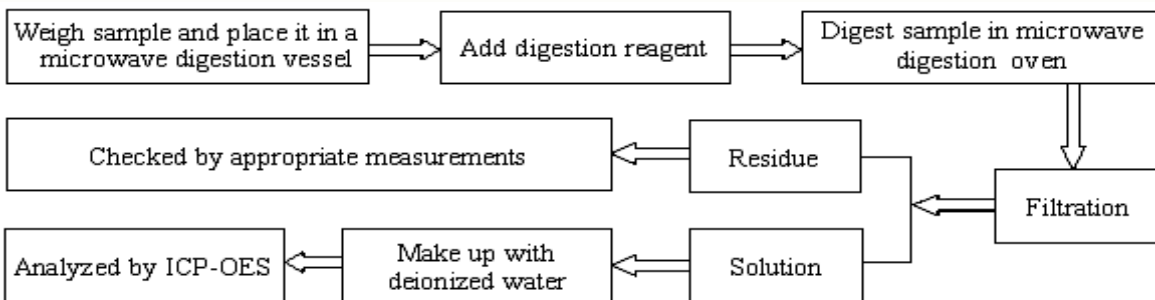 Weigh sample and place it in a
microwave digestion vessel
Add digestion reagent
Digest sample in microwave
digestion oven
Filtration
Residue
Checked by appropriate measurements
Solution
Make up with
deionized water
Analyzed by ICP-OES